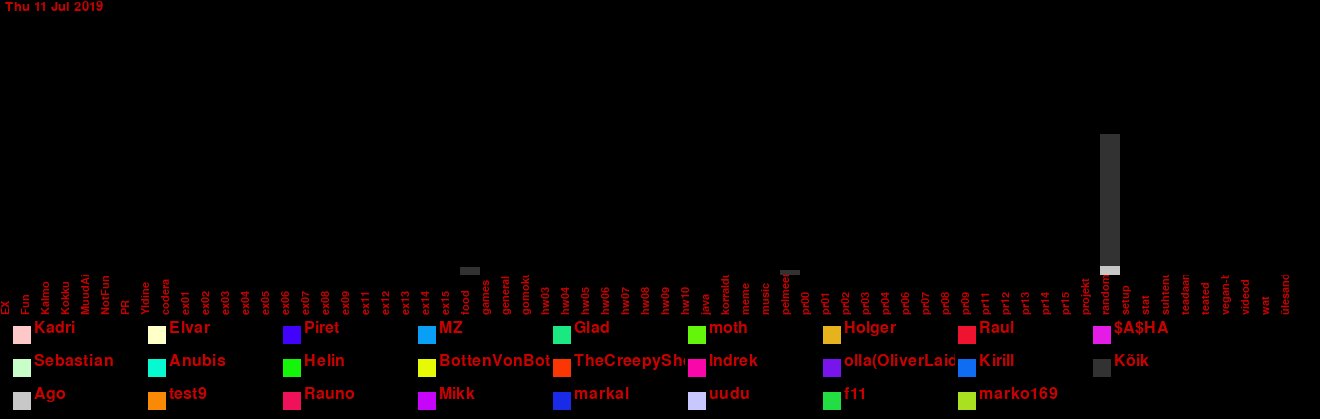 Thu 11 Jul 2019
EX Fun Kalmo Kokku MuudAi NotFun PR Yldine codera ex01 ex02 ex03 ex04 ex05 ex06 ex07 ex08 ex09 ex11 ex12 ex13 ex14 ex15 food games general gomoku hw03 hw04 hw05 hw06 hw07 hw08 hw09 hw10 java korraldu meme music pelmeen pr00 pr01 pr02 pr03 pr04 pr06 pr07 pr08 pr09 pr11 pr12 pr13 pr14 pr15 projekt random setup stat suhtenu teadaan teated vegan-t videod wat ülesand
Kadri Elvar Piret MZ Glad moth Holger Raul $A$HA
Sebastian Anubis Helin BottenVonBot TheCreepySh Indrek olla(OliverLaid Kirill Kõik
Ago test9 Rauno Mikk markal uudu f11 marko169